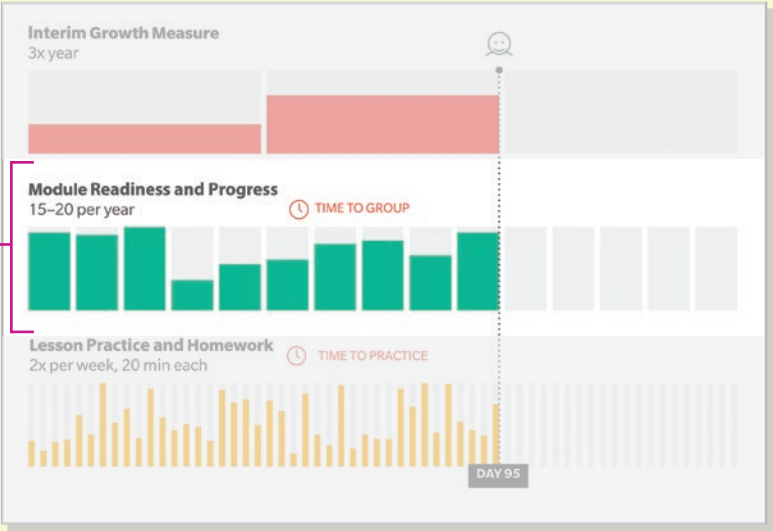 Interim Growth Measure
3x year
Module Readiness and Progress
15–20 per year
TIME TO GROUP
Lesson Practice and Homework
2x per week, 20 min each
TIME TO PRACTICE
DAY 95